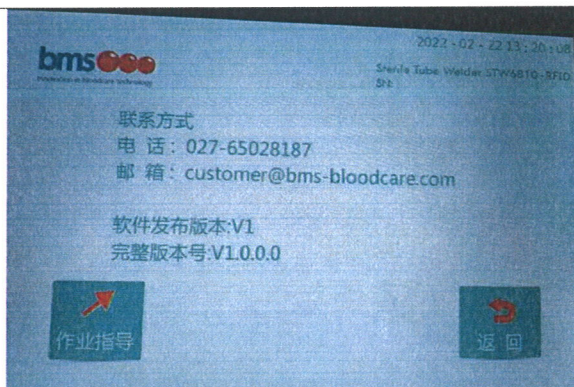 bms
2022 - 02 - 22 13 : 20 : 08
Sterile Tube Welder STW6810 -RFID
SN:
联系方式
电 话：027-65028187
邮 箱：customer@bms-bloodcare.com
软件发布版本:V1
完整版本号:V1.0.0.0
作业指导
返 回